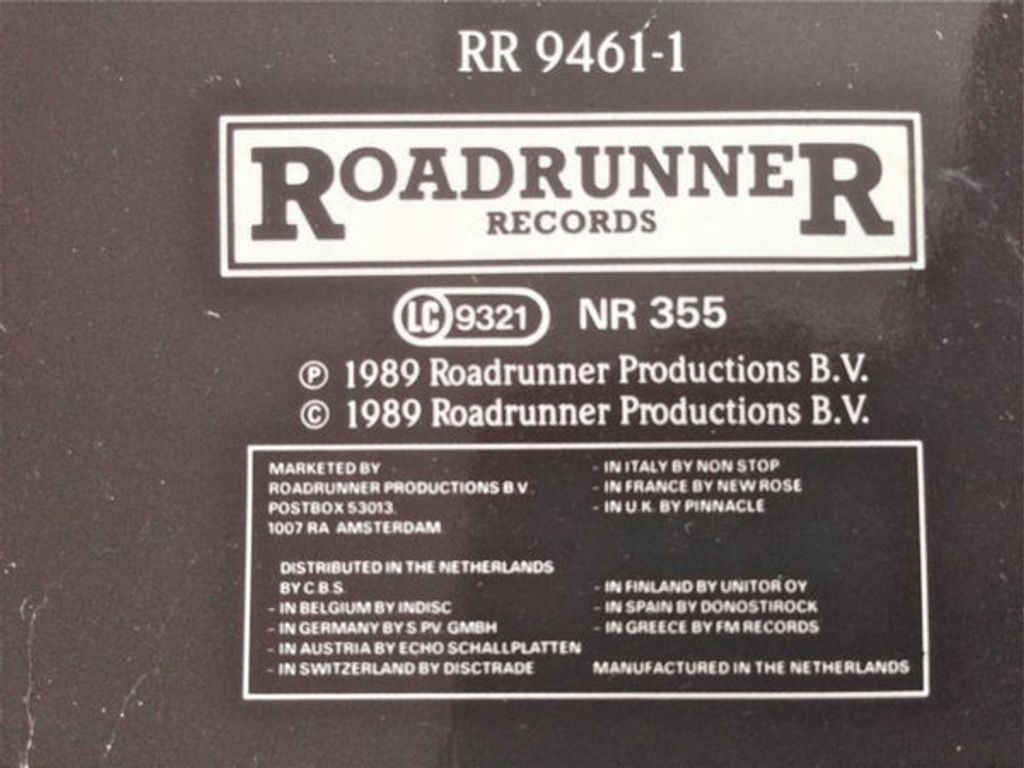 RR 9461-1
ROADRUNNER
RECORDS
LC 9321 NR 355
℗ 1989 Roadrunner Productions B.V.
© 1989 Roadrunner Productions B.V.
MARKETED BY
ROADRUNNER PRODUCTIONS B.V.
POSTBOX 53013.
1007 RA AMSTERDAM
DISTRIBUTED IN THE NETHERLANDS
BY C.B.S.
- IN BELGIUM BY INDISC
- IN GERMANY BY S.P.V. GMBH
- IN AUSTRIA BY ECHO SCHALLPLATTEN
- IN SWITZERLAND BY DISCTRADE
- IN ITALY BY NON STOP
- IN FRANCE BY NEW ROSE
- IN U.K. BY PINNACLE
- IN FINLAND BY UNITOR OY
- IN SPAIN BY DONOSTIROCK
- IN GREECE BY FM RECORDS
MANUFACTURED IN THE NETHERLANDS